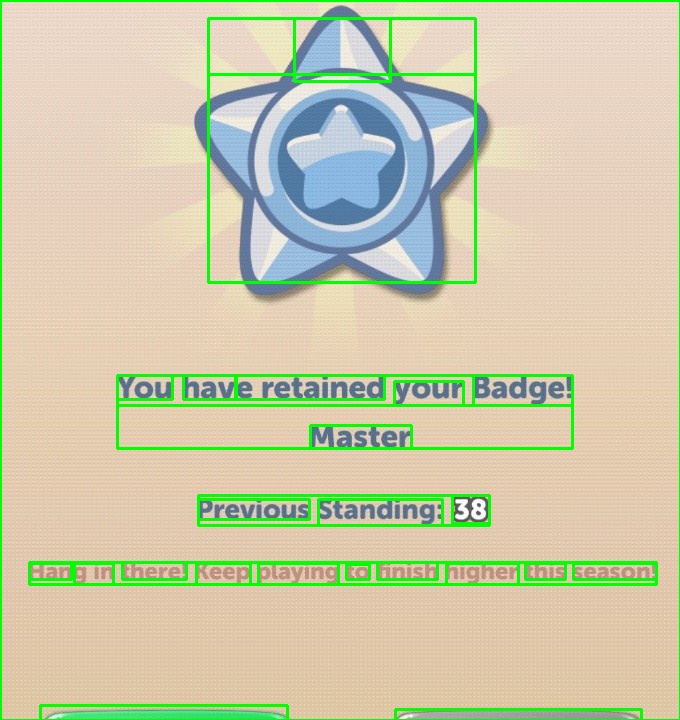 You have retained your Badge!
Master
Previous Standing: 38
Hang in there! Keep playing to finish higher this season!